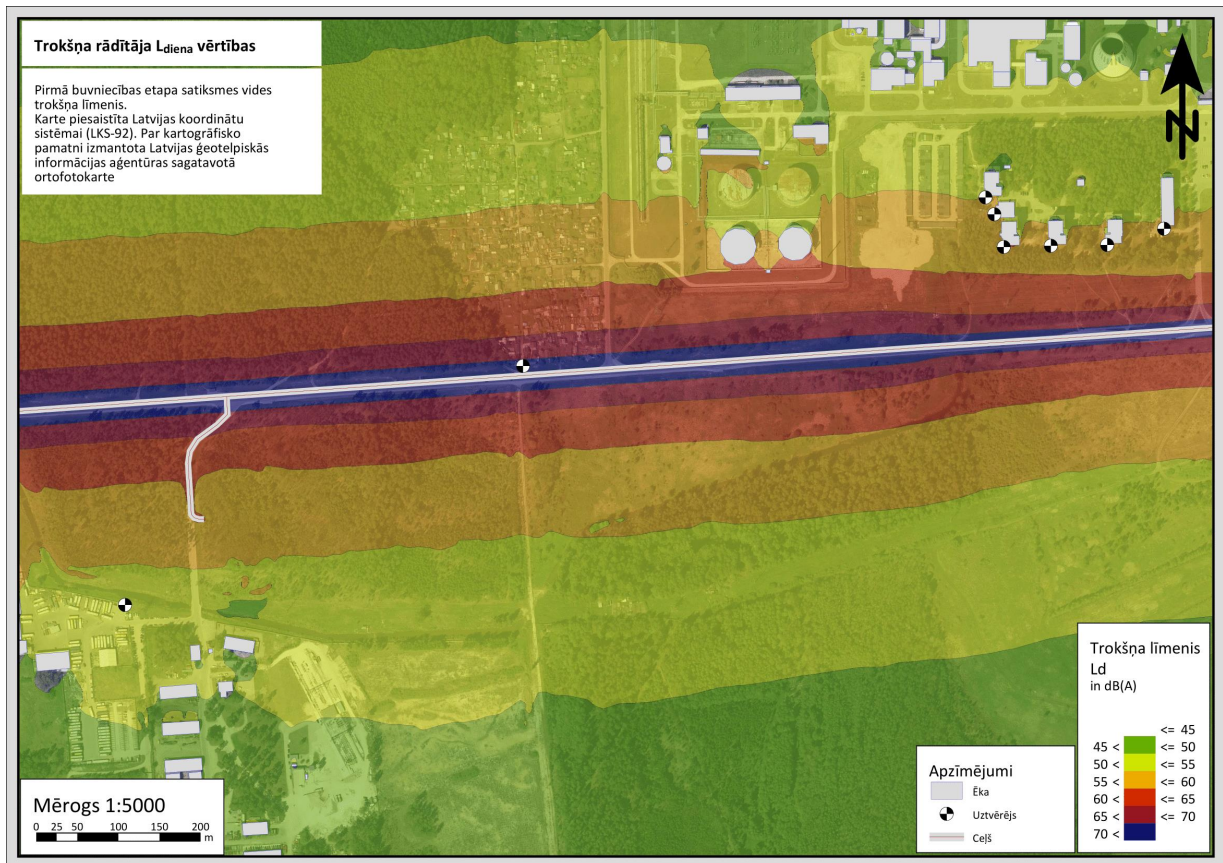 Trokšņa rādītāja Ldiena vērtības
Pirmā buvniecības etapa satiksmes vides
trokšņa līmenis.
Karte piesaistīta Latvijas koordinātu
sistēmai (LKS-92). Par kartogrāfisko
pamatni izmantota Latvijas ģeotelpiskās
informācijas aģentūras sagatavotā
ortofotokarte
N
Mērogs 1:5000
0 25 50 100 150 200
m
Apzīmējumi
Ēka
Uztvērējs
Ceļš
Trokšņa līmenis
Ld
in dB(A)
<= 45
45 < <= 50
50 < <= 55
55 < <= 60
60 < <= 65
65 < <= 70
70 <